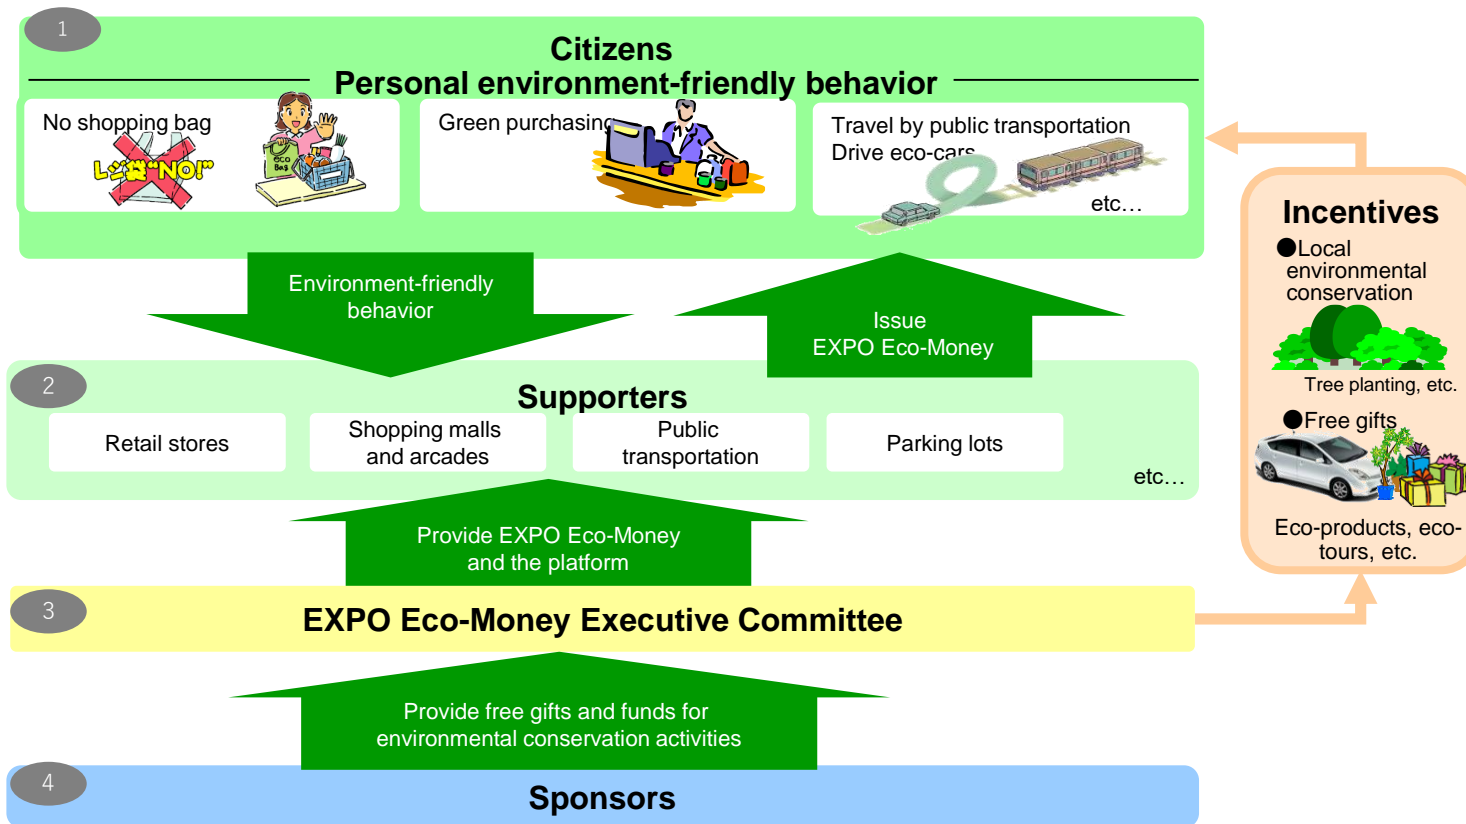 1
Citizens
Personal environment-friendly behavior
No shopping bag
レジ袋“NO!”
eco
BAG
Green purchasing
Travel by public transportation
Drive eco-cars
etc…
Environment-friendly
behavior
Issue
EXPO Eco-Money
2
Supporters
Retail stores
Shopping malls
and arcades
Public
transportation
Parking lots
etc…
Provide EXPO Eco-Money
and the platform
3
EXPO Eco-Money Executive Committee
Provide free gifts and funds for
environmental conservation activities
4
Sponsors
Incentives
●Local
environmental
conservation
Tree planting, etc.
●Free gifts
Eco-products, eco-
tours, etc.